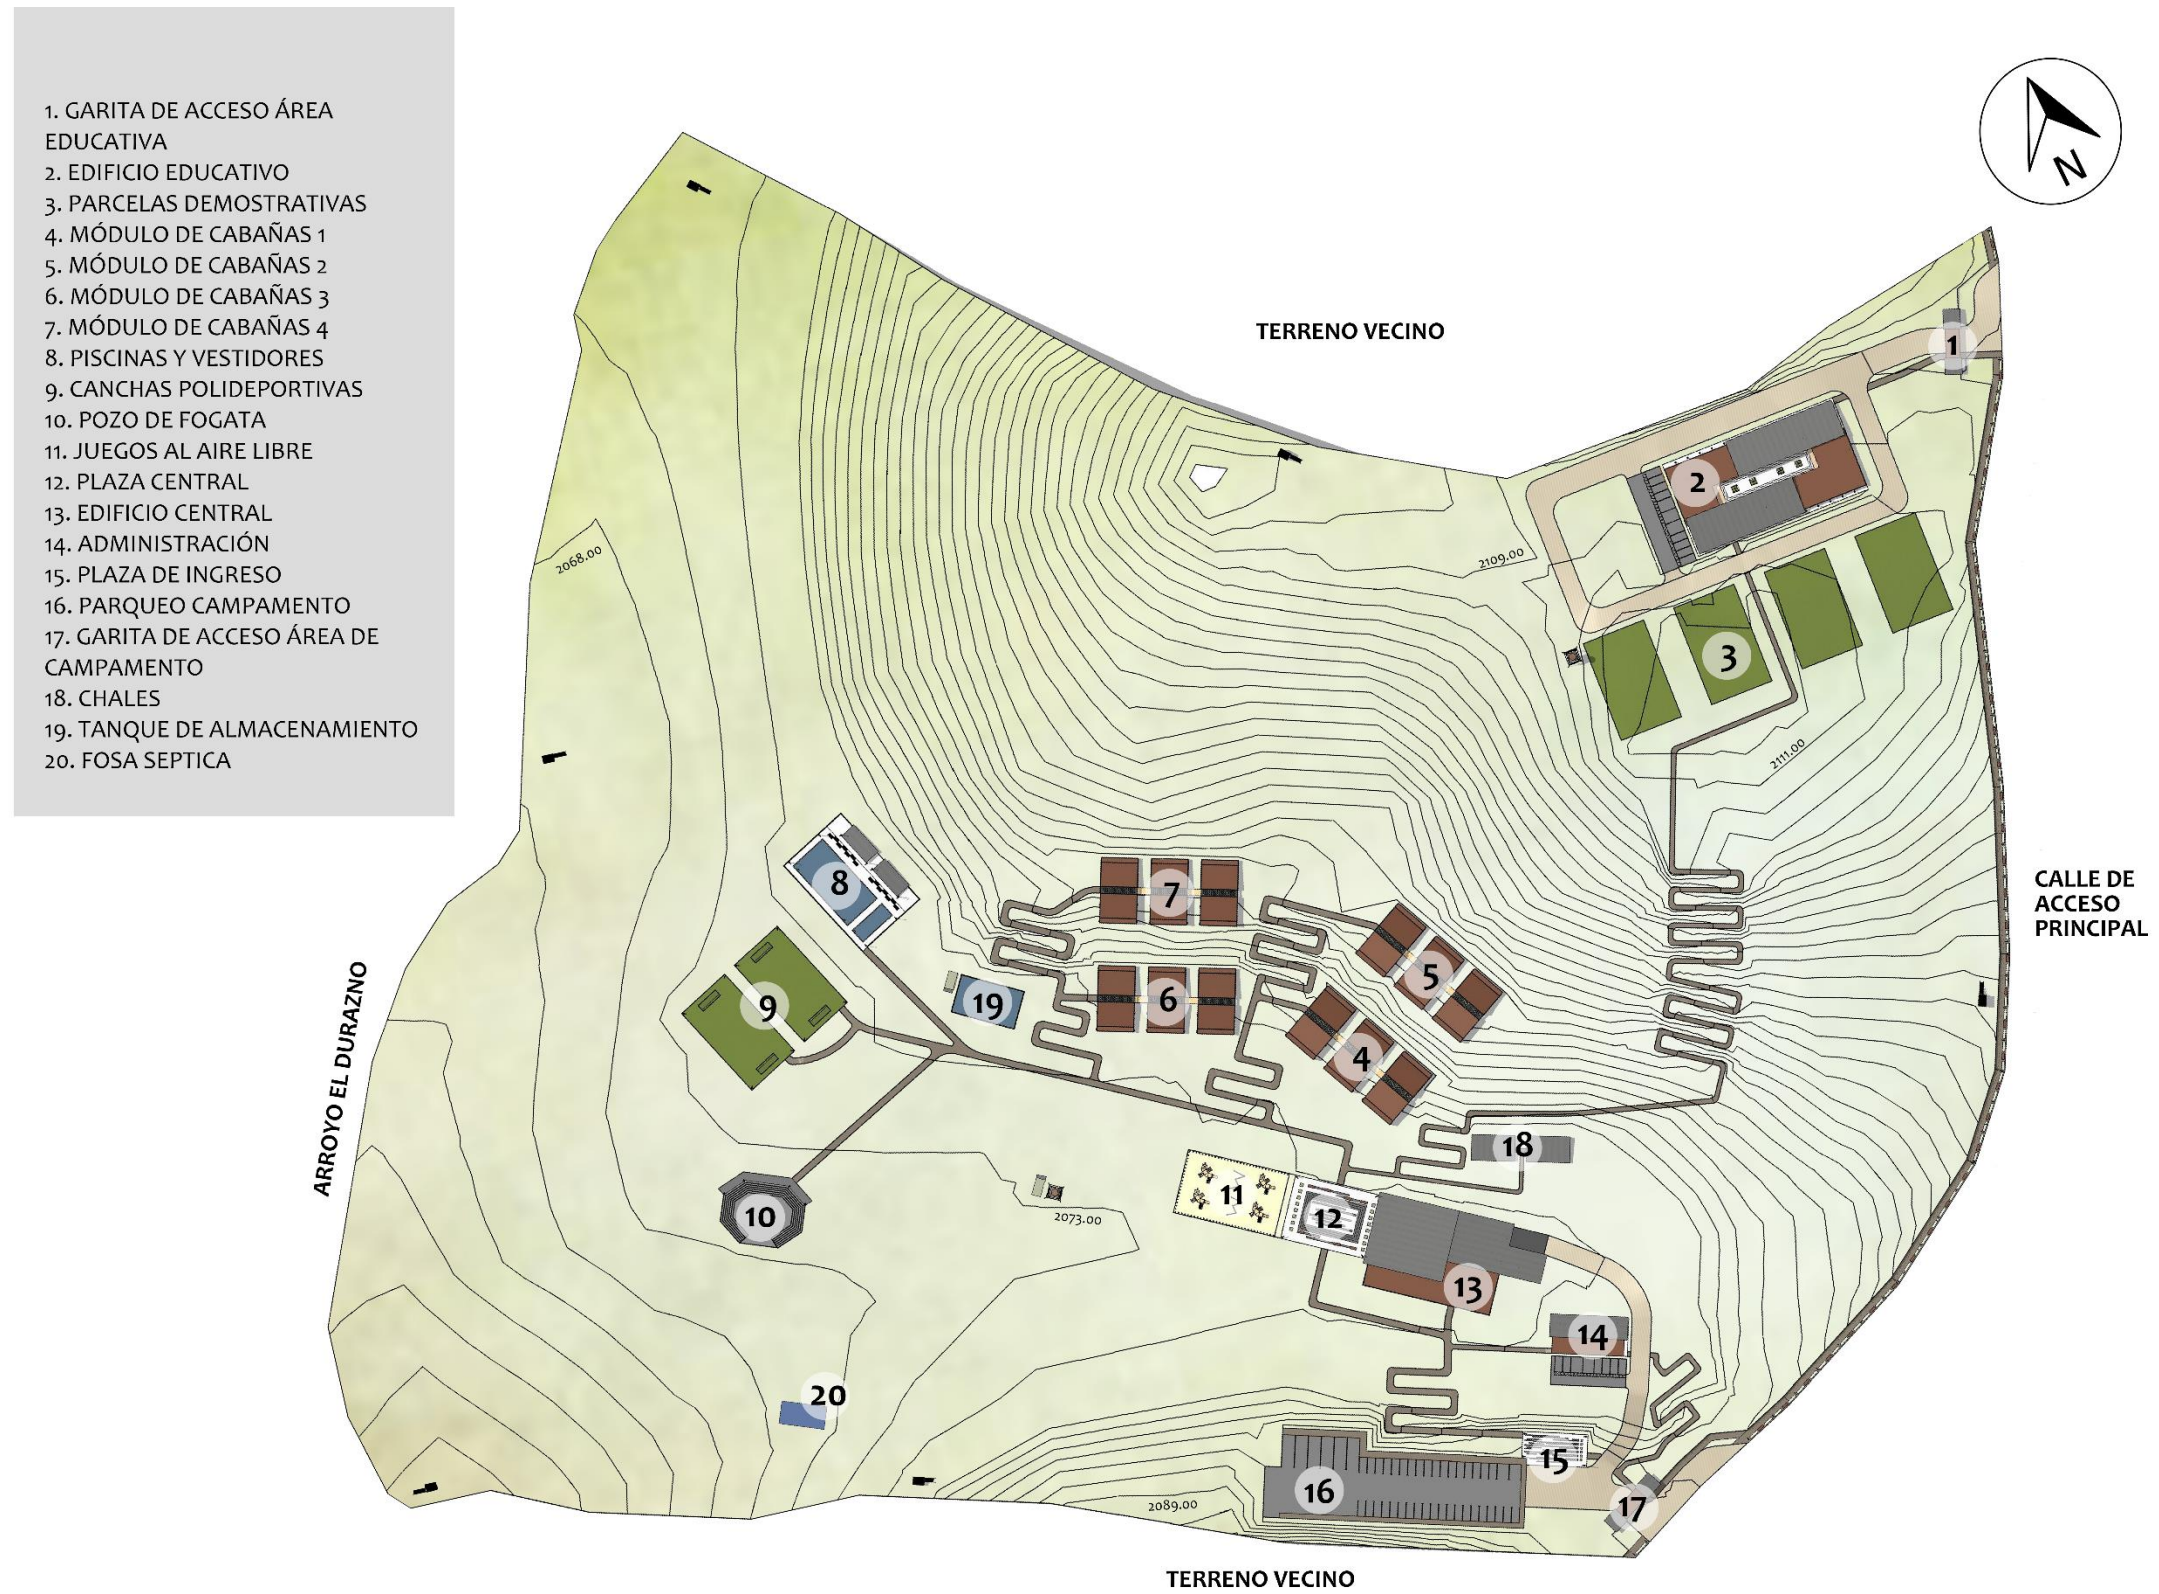 1. GARITA DE ACCESO ÁREA
EDUCATIVA
2. EDIFICIO EDUCATIVO
3. PARCELAS DEMOSTRATIVAS
4. MÓDULO DE CABAÑAS 1
5. MÓDULO DE CABAÑAS 2
6. MÓDULO DE CABAÑAS 3
7. MÓDULO DE CABAÑAS 4
8. PISCINAS Y VESTIDORES
9. CANCHAS POLIDEPORTIVAS
10. POZO DE FOGATA
11. JUEGOS AL AIRE LIBRE
12. PLAZA CENTRAL
13. EDIFICIO CENTRAL
14. ADMINISTRACIÓN
15. PLAZA DE INGRESO
16. PARQUEO CAMPAMENTO
17. GARITA DE ACCESO ÁREA DE
CAMPAMENTO
18. CHALES
19. TANQUE DE ALMACENAMIENTO
20. FOSA SEPTICA
N
TERRENO VECINO
1
2
2068.00
2109.00
3
2111.00
8
7
CALLE DE
ACCESO
PRINCIPAL
5
9
19
6
4
ARROYO EL DURAZNO
18
11
10
2073.00
12
13
14
20
15
16
2089.00
17
TERRENO VECINO